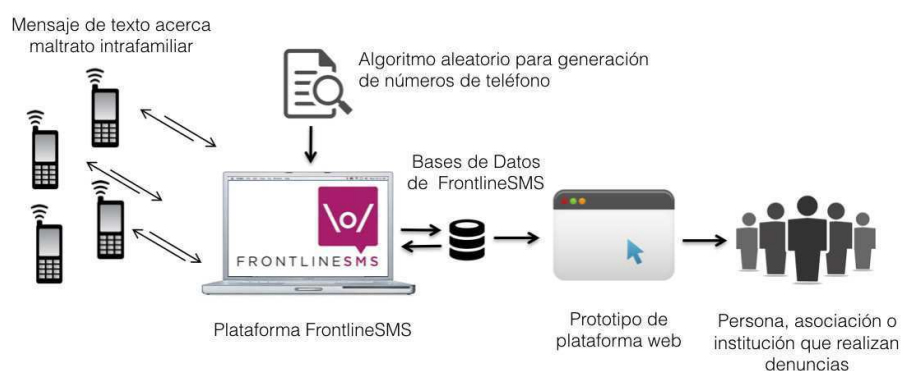 Mensaje de texto acerca
maltrato intrafamiliar
Algoritmo aleatorio para generación
de números de teléfono
Bases de Datos
de FrontlineSMS
\o/
FRONTLINESMS
Plataforma FrontlineSMS
Prototipo de
plataforma web
Persona, asociación o
institución que realizan
denuncias